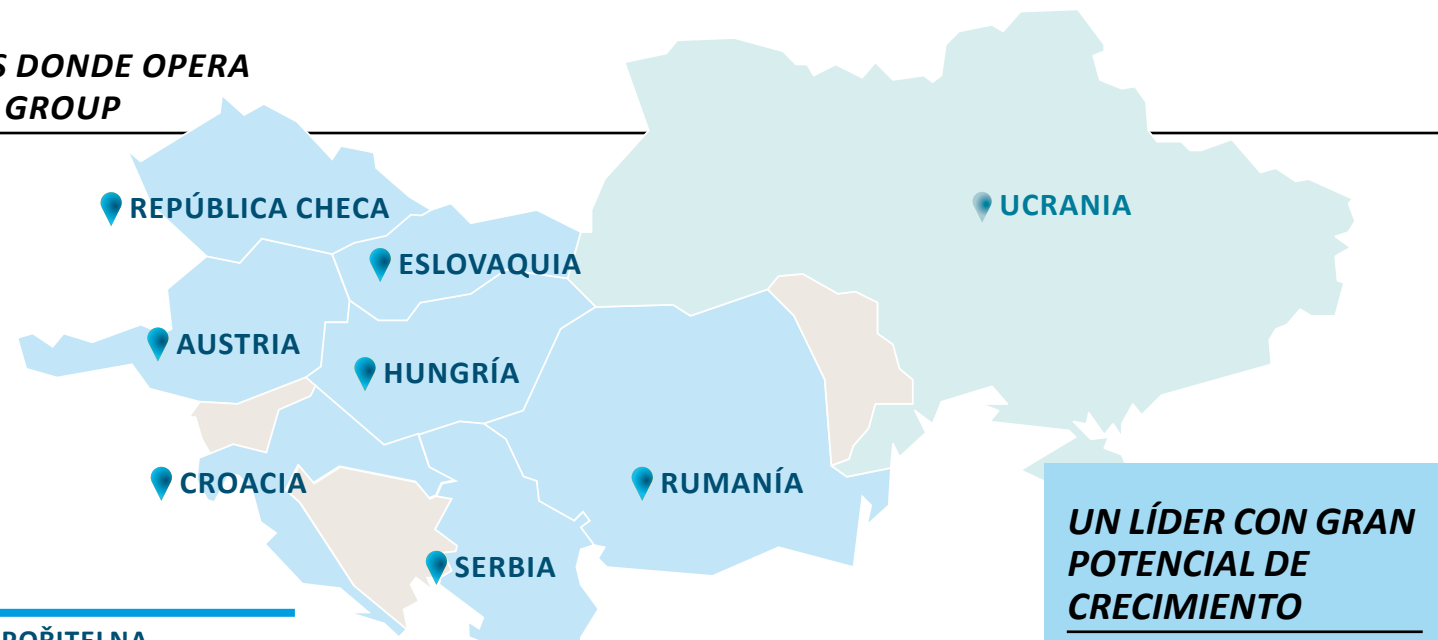 S DONDE OPERA
GROUP
REPÚBLICA CHECA
UCRANIA
ESLOVAQUIA
AUSTRIA
HUNGRÍA
CROACIA
RUMANÍA
SERBIA
UN LÍDER CON GRAN
POTENCIAL DE
CRECIMIENTO
POŘITELNA